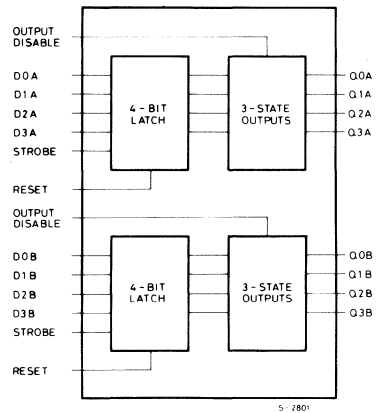 OUTPUT
DISABLE
D0A
D1A
D2A
D3A
STROBE
RESET
4-BIT
LATCH
3-STATE
OUTPUTS
Q0A
Q1A
Q2A
Q3A
OUTPUT
DISABLE
D0B
D1B
D2B
D3B
STROBE
RESET
4-BIT
LATCH
3-STATE
OUTPUTS
Q0B
Q1B
Q2B
Q3B
S-2801